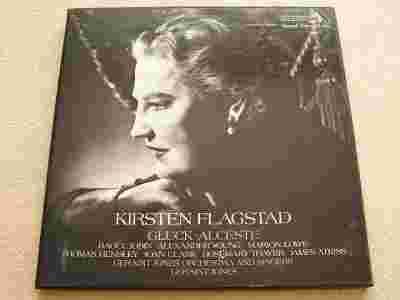 KIRSTEN FLAGSTAD
GLUCK: ALCESTE
RAOUL JOBIN · ALEXANDER YOUNG · MARION LOWE
THOMAS HEMSLEY · JOAN CLARK · ROSEMARY THAYER · JAMES ATKINS
GERAINT JONES ORCHESTRA AND SINGERS
GERAINT JONES